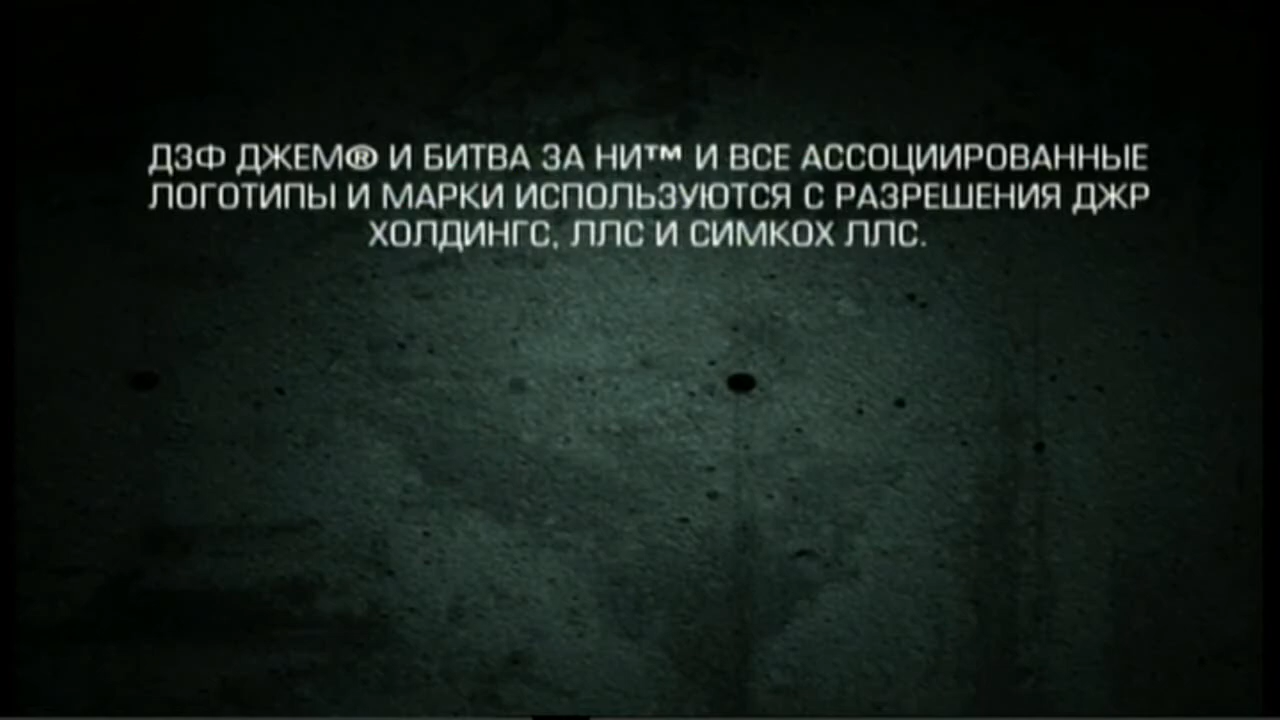 ДЗФ ДЖЕМ® И БИТВА ЗА НИ™ И ВСЕ АССОЦИИРОВАННЫЕ
ЛОГОТИПЫ И МАРКИ ИСПОЛЬЗУЮТСЯ С РАЗРЕШЕНИЯ ДЖР
ХОЛДИНГС, ЛЛС И СИМКОХ ЛЛС.